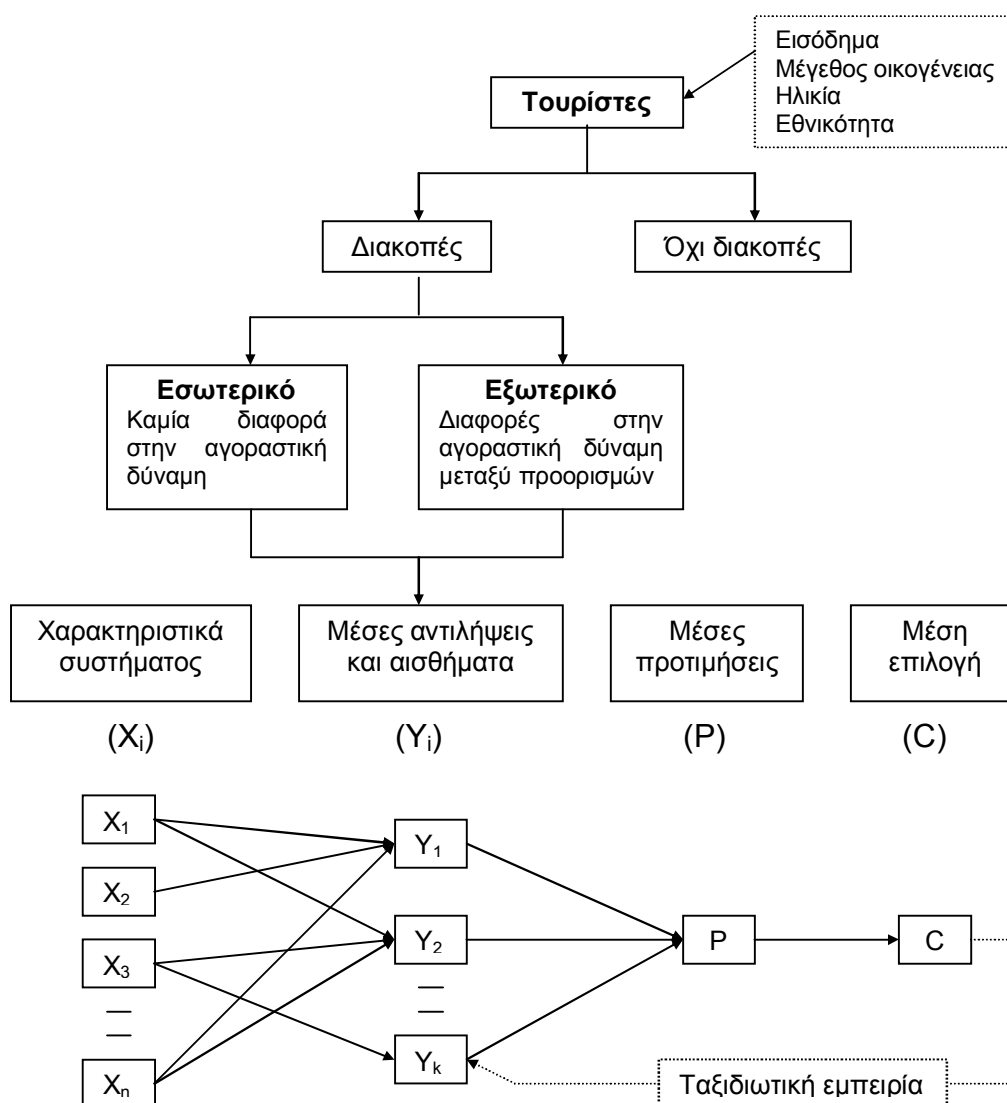 Εισόδημα
Μέγεθος οικογένειας
Ηλικία
Εθνικότητα
Τουρίστες
Διακοπές
Όχι διακοπές
Εσωτερικό
Καμία διαφορά
στην αγοραστική
δύναμη
Εξωτερικό
Διαφορές στην
αγοραστική δύναμη
μεταξύ προορισμών
Χαρακτηριστικά
συστήματος
Μέσες αντιλήψεις
και αισθήματα
Μέσες
προτιμήσεις
Μέση
επιλογή
(Xi)
(Yi)
(P)
(C)
X1
Y1
X2
X3
Y2
P
C
Yk
Xn
Ταξιδιωτική εμπειρία